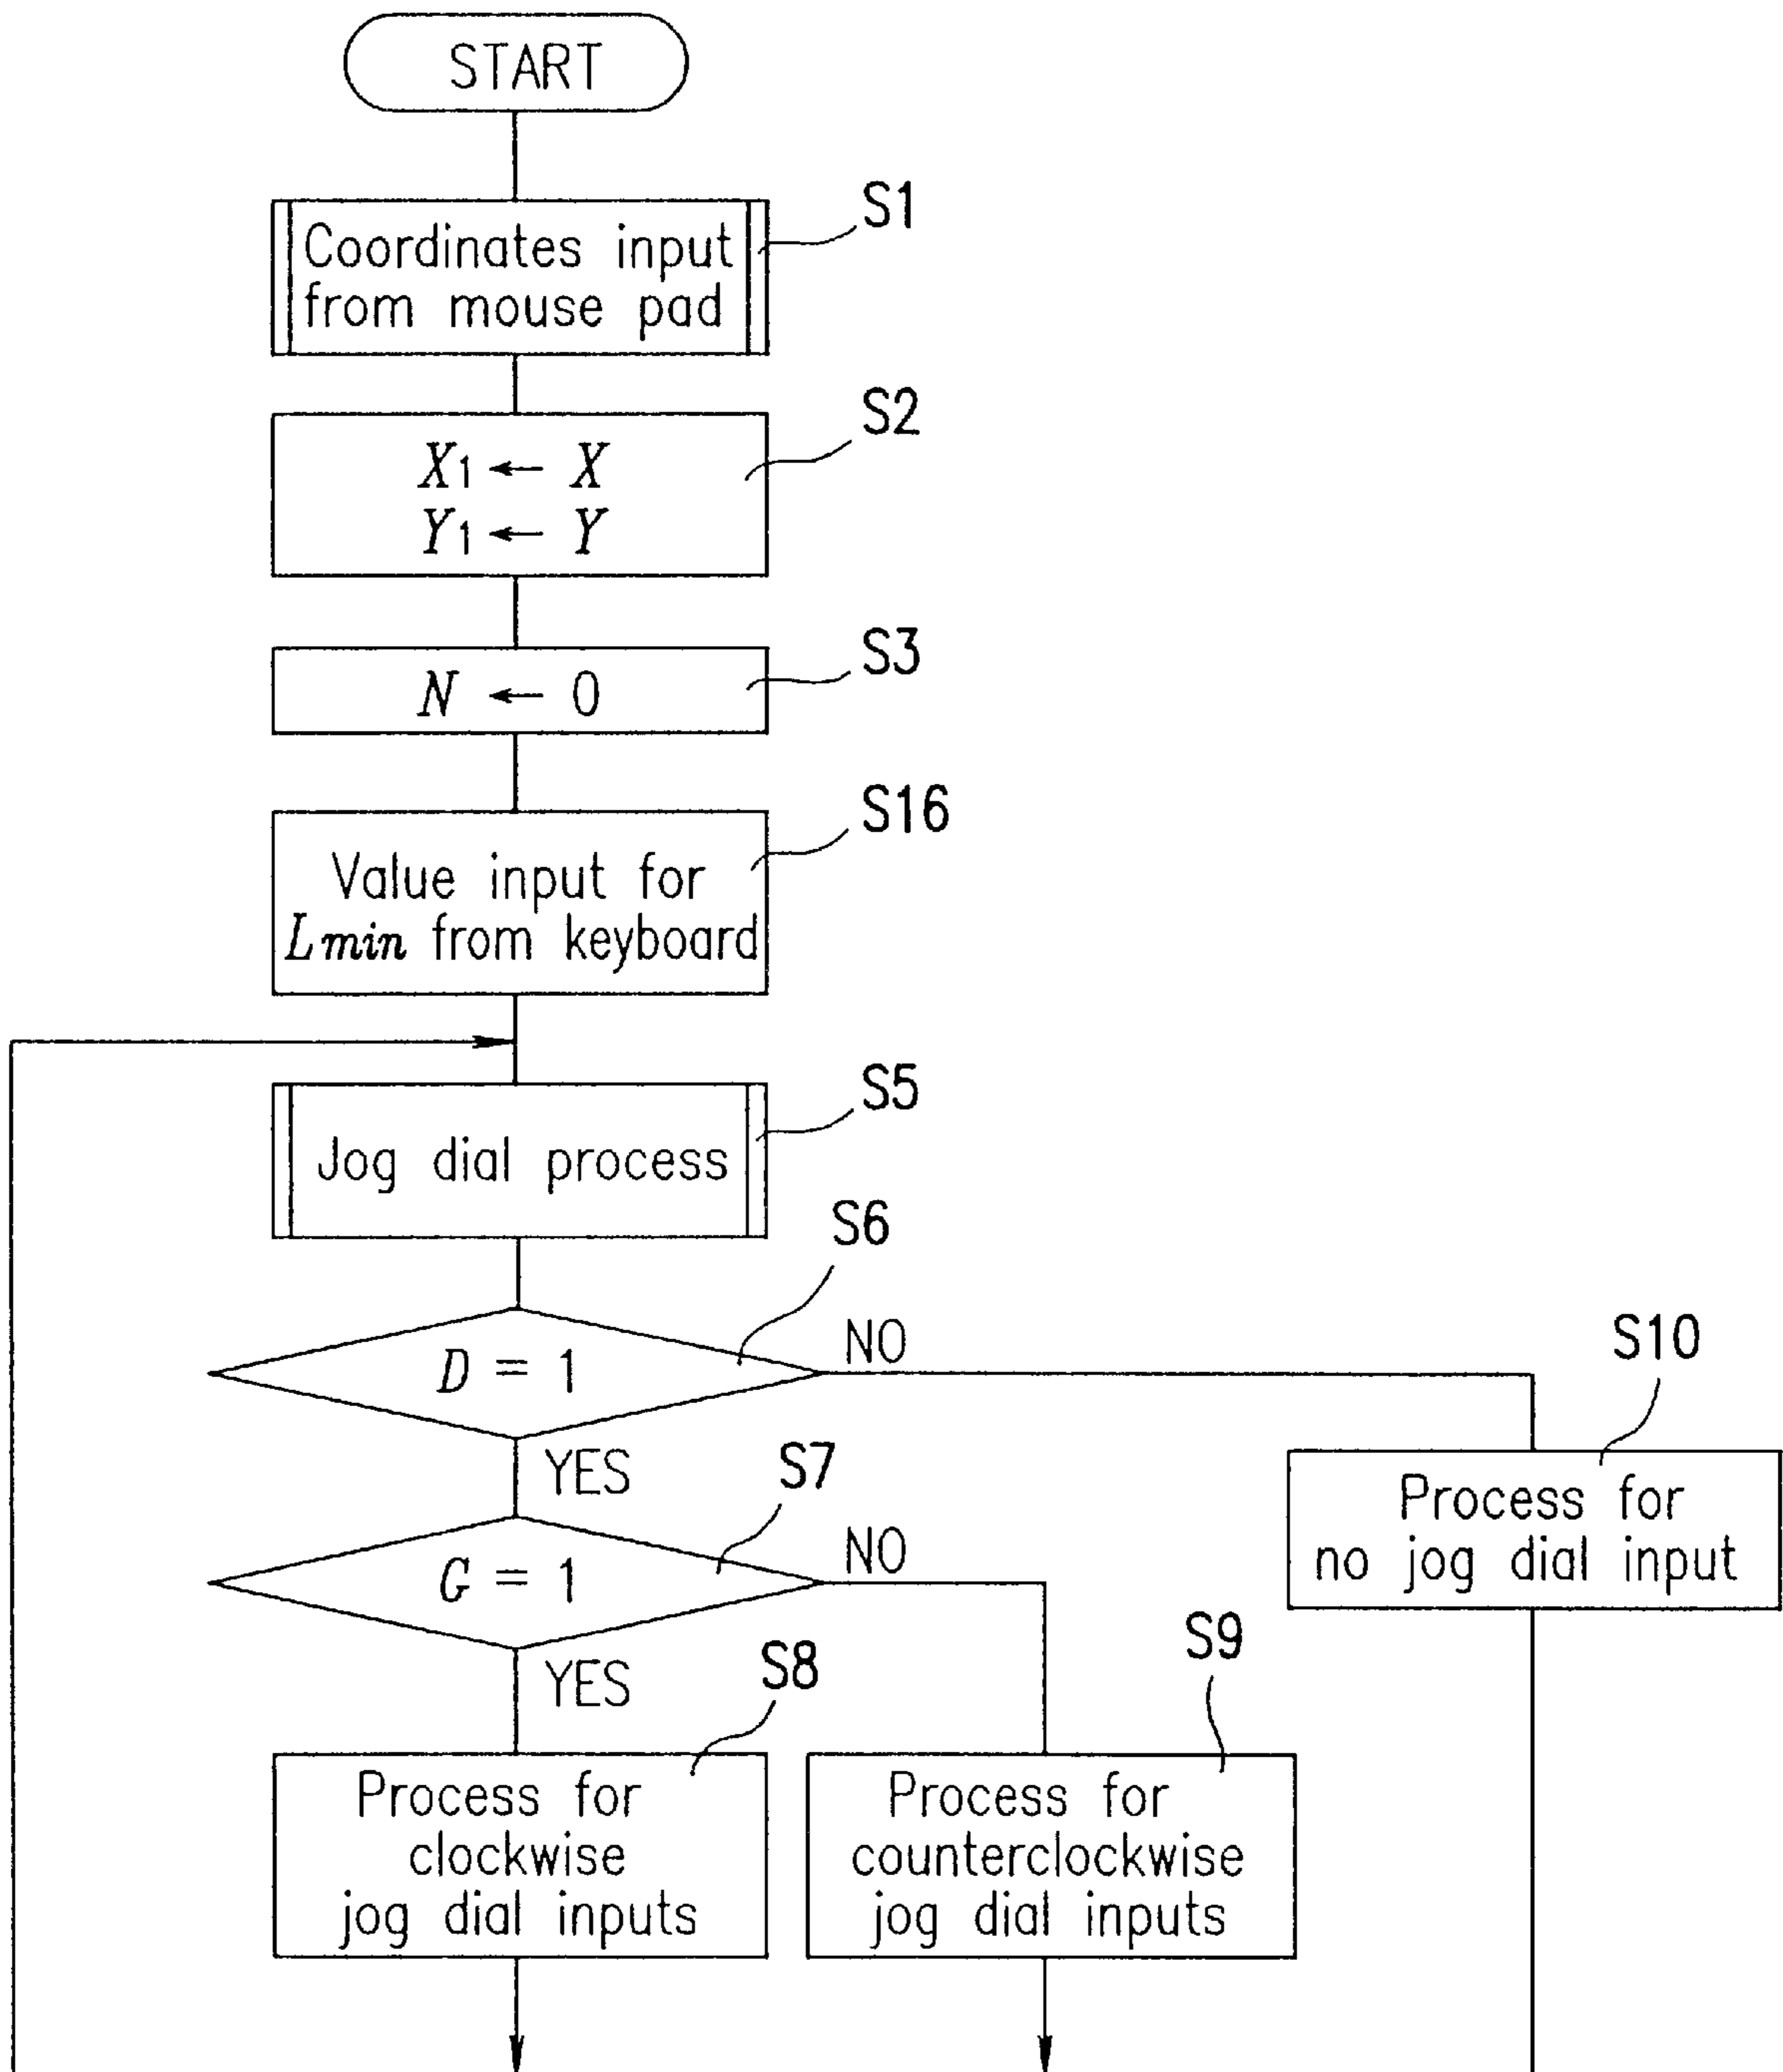 START
S1
Coordinates input
from mouse pad
S2
X1 ← X
Y1 ← Y
S3
N ← 0
S16
Value input for
Lmin from keyboard
S5
Jog dial process
S6
D = 1
NO
YES
S10
Process for
no jog dial input
S7
G = 1
NO
YES
S8
Process for
clockwise
jog dial inputs
S9
Process for
counterclockwise
jog dial inputs